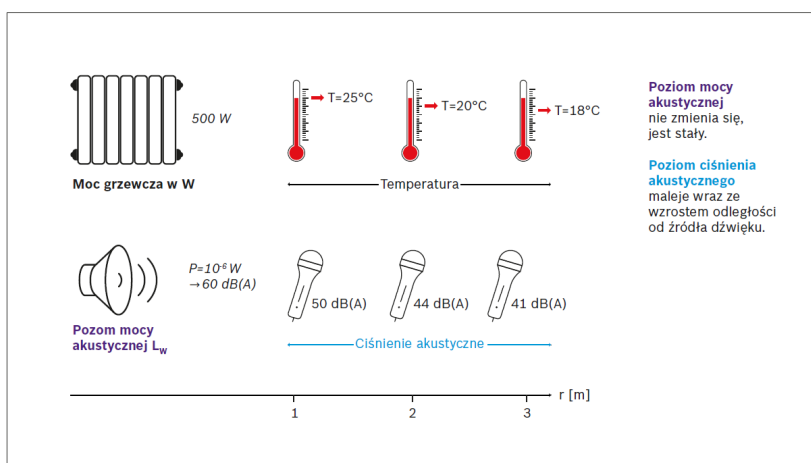 500 W
Moc grzewcza w W
T=25°C
T=20°C
T=18°C
Temperatura
Poziom mocy
akustycznej
nie zmienia się,
jest stały.
Poziom ciśnienia
akustycznego
maleje wraz ze
wzrostem odległości
od źródła dźwięku.
P=10⁻⁶ W
→60 dB(A)
Pozom mocy
akustycznej L_W
50 dB(A)
44 dB(A)
41 dB(A)
Ciśnienie akustyczne
r [m]
1
2
3